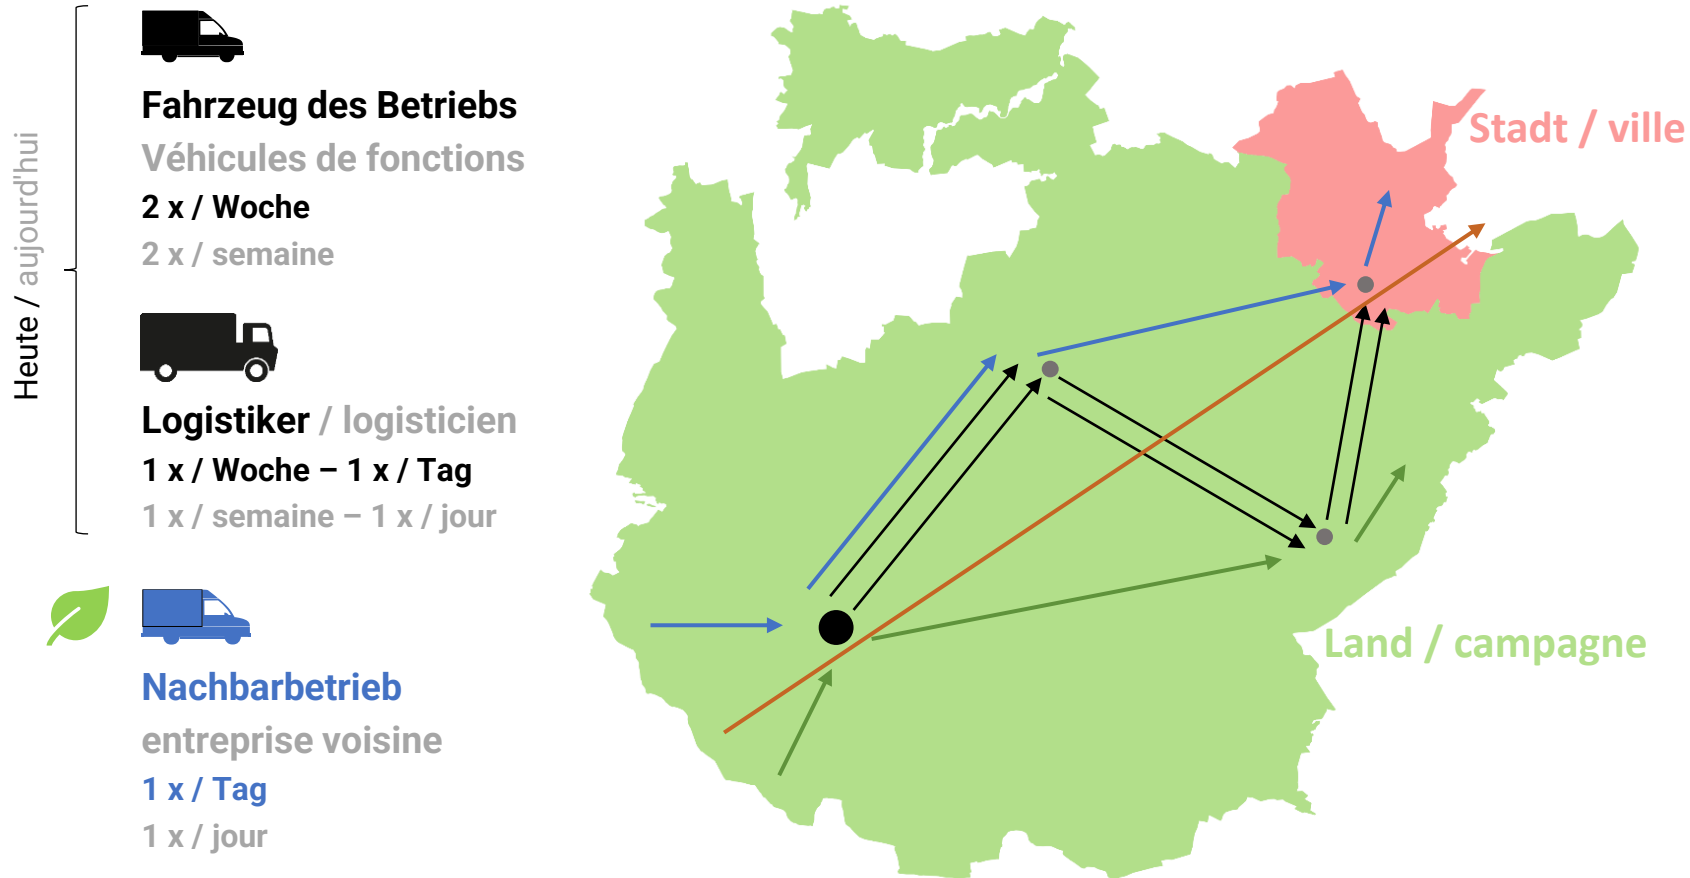 Heute / aujourd'hui
Fahrzeug des Betriebs
Véhicules de fonctions
2 x / Woche
2 x / semaine
Logistiker / logisticien
1 x / Woche – 1 x / Tag
1 x / semaine – 1 x / jour
Nachbarbetrieb
entreprise voisine
1 x / Tag
1 x / jour
Stadt / ville
Land / campagne